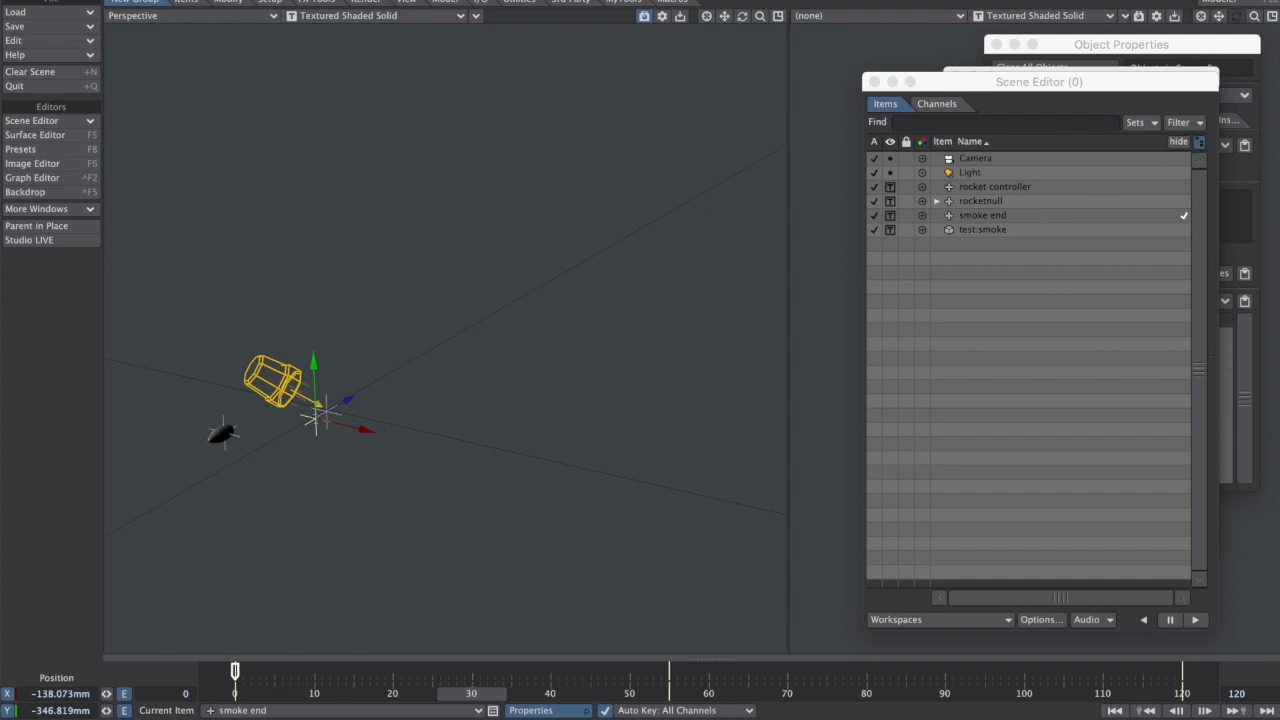 File
New Group Items Modify Setup FX Tools Render View Model I/O Utilities 3rd Party MyTools Macros Modeler F12
Load
Perspective
T Textured Shaded Solid
(none)
T Textured Shaded Solid
Save
Edit
Help
Object Properties
Clear Scene +N
Quit +Q
Scene Editor (0)
Editors
Items Channels
Scene Editor
Find Sets Filter
Surface Editor F5
Presets F8
A Item Name hide
Image Editor F6
Camera
Graph Editor ^F2
Light
Backdrop ^F5
T rocket controller
T rocketnull
More Windows
T smoke end
Parent in Place
T test:smoke
Studio LIVE
Workspaces Options... Audio
Position
X -138.073mm E 0 0 10 20 30 40 50 60 70 80 90 100 110 120 120
Y -346.819mm E Current Item smoke end Properties p Auto Key: All Channels